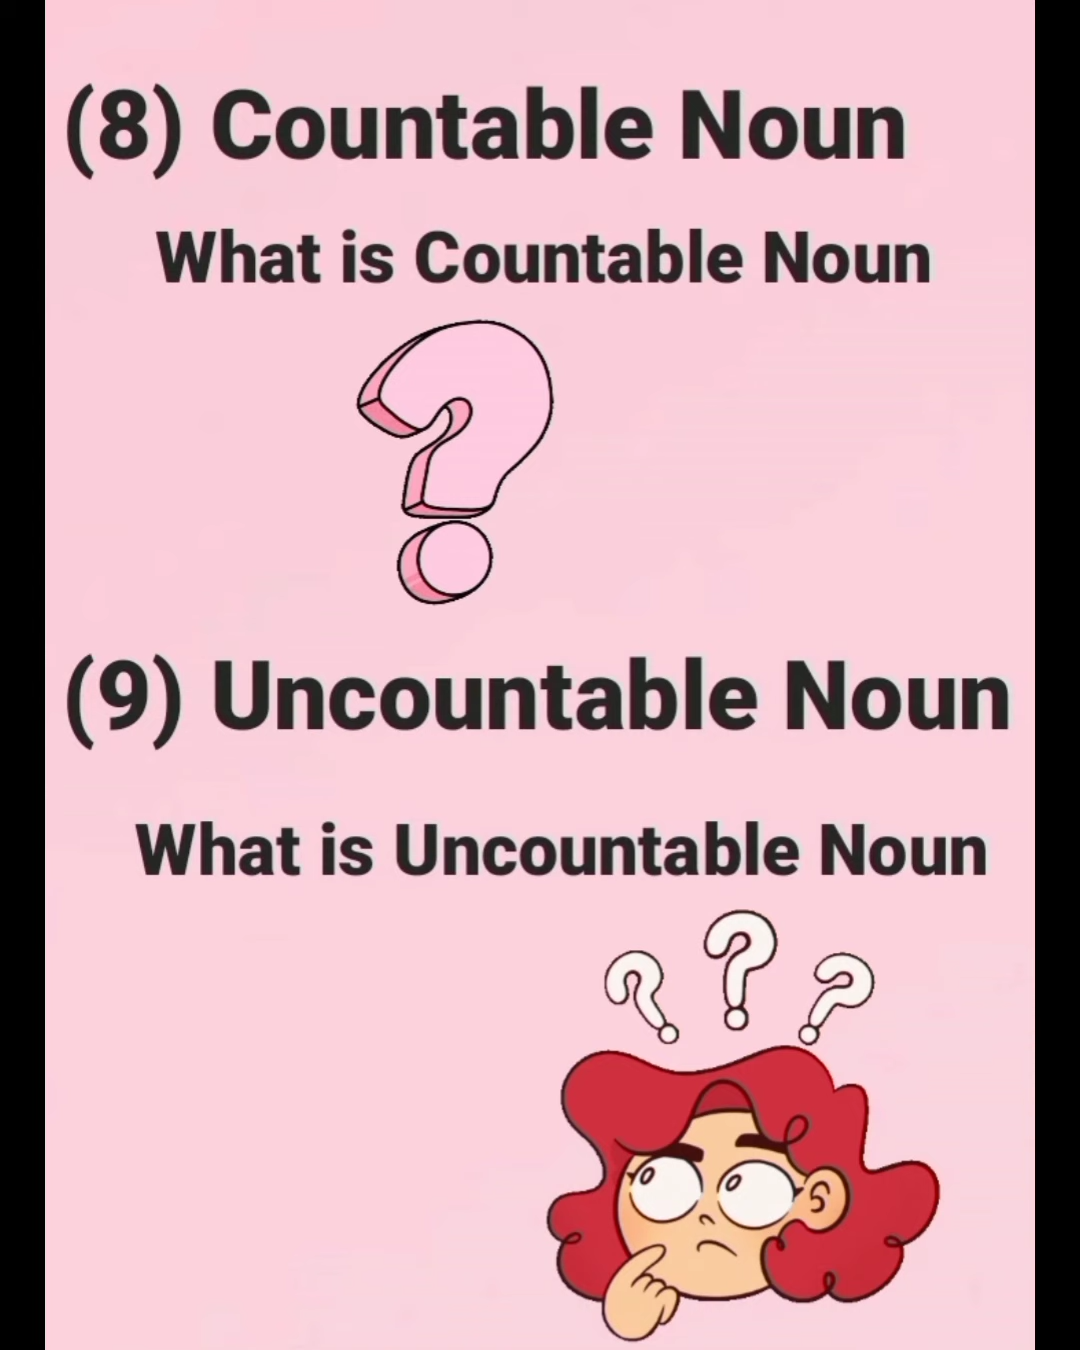 (8) Countable Noun
What is Countable Noun
?
(9) Uncountable Noun
What is Uncountable Noun
? ? ?